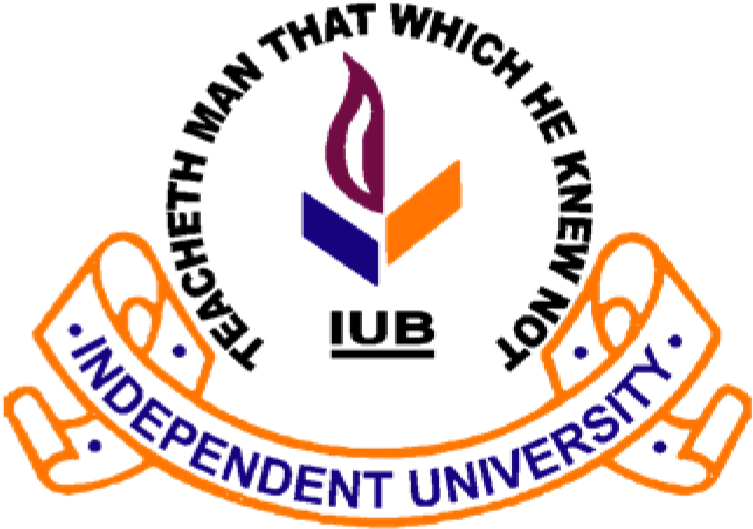 TEACHETH MAN THAT WHICH HE KNEW NOT
IUB
INDEPENDENT UNIVERSITY